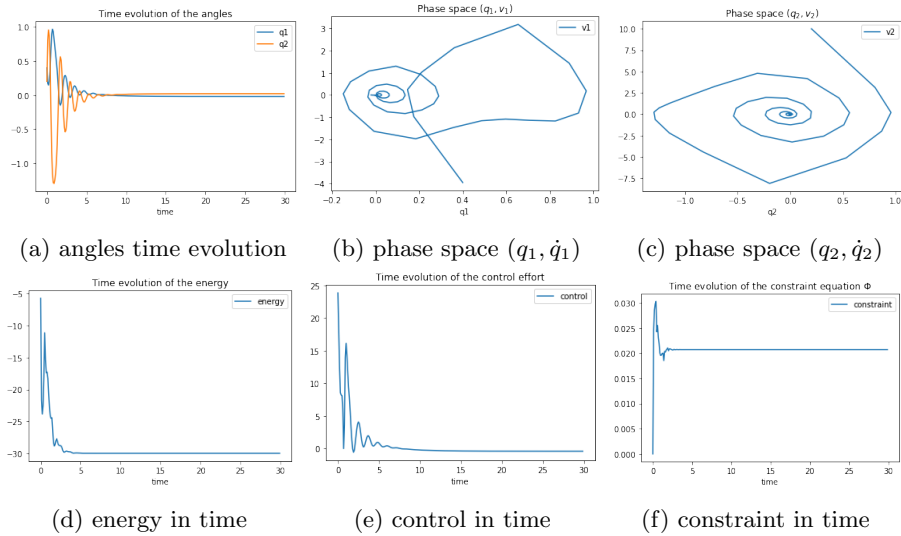 Time evolution of the angles
q1
q2
1.0
0.5
0.0
−0.5
−1.0
0 5 10 15 20 25 30
time
(a) angles time evolution
Phase space (q₁, v₁)
v1
3
2
1
0
−1
−2
−3
−4
−0.2 0.0 0.2 0.4 0.6 0.8 1.0
q1
(b) phase space (q₁, q̇₁)
Phase space (q₂, v₂)
v2
10.0
7.5
5.0
2.5
0.0
−2.5
−5.0
−7.5
−1.0 −0.5 0.0 0.5 1.0
q2
(c) phase space (q₂, q̇₂)
Time evolution of the energy
energy
−5
−10
−15
−20
−25
−30
0 5 10 15 20 25 30
time
(d) energy in time
Time evolution of the control effort
control
25
20
15
10
5
0
0 5 10 15 20 25 30
time
(e) control in time
Time evolution of the constraint equation Φ
constraint
0.030
0.025
0.020
0.015
0.010
0.005
0.000
0 5 10 15 20 25 30
time
(f) constraint in time